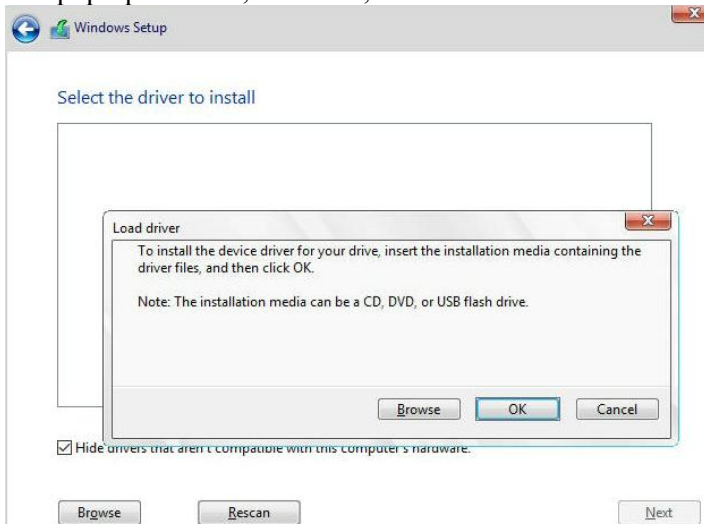 Windows Setup
Select the driver to install
Load driver
To install the device driver for your drive, insert the installation media containing the
driver files, and then click OK.
Note: The installation media can be a CD, DVD, or USB flash drive.
Browse OK Cancel
Hide drivers that aren't compatible with this computer's hardware.
Browse Rescan Next